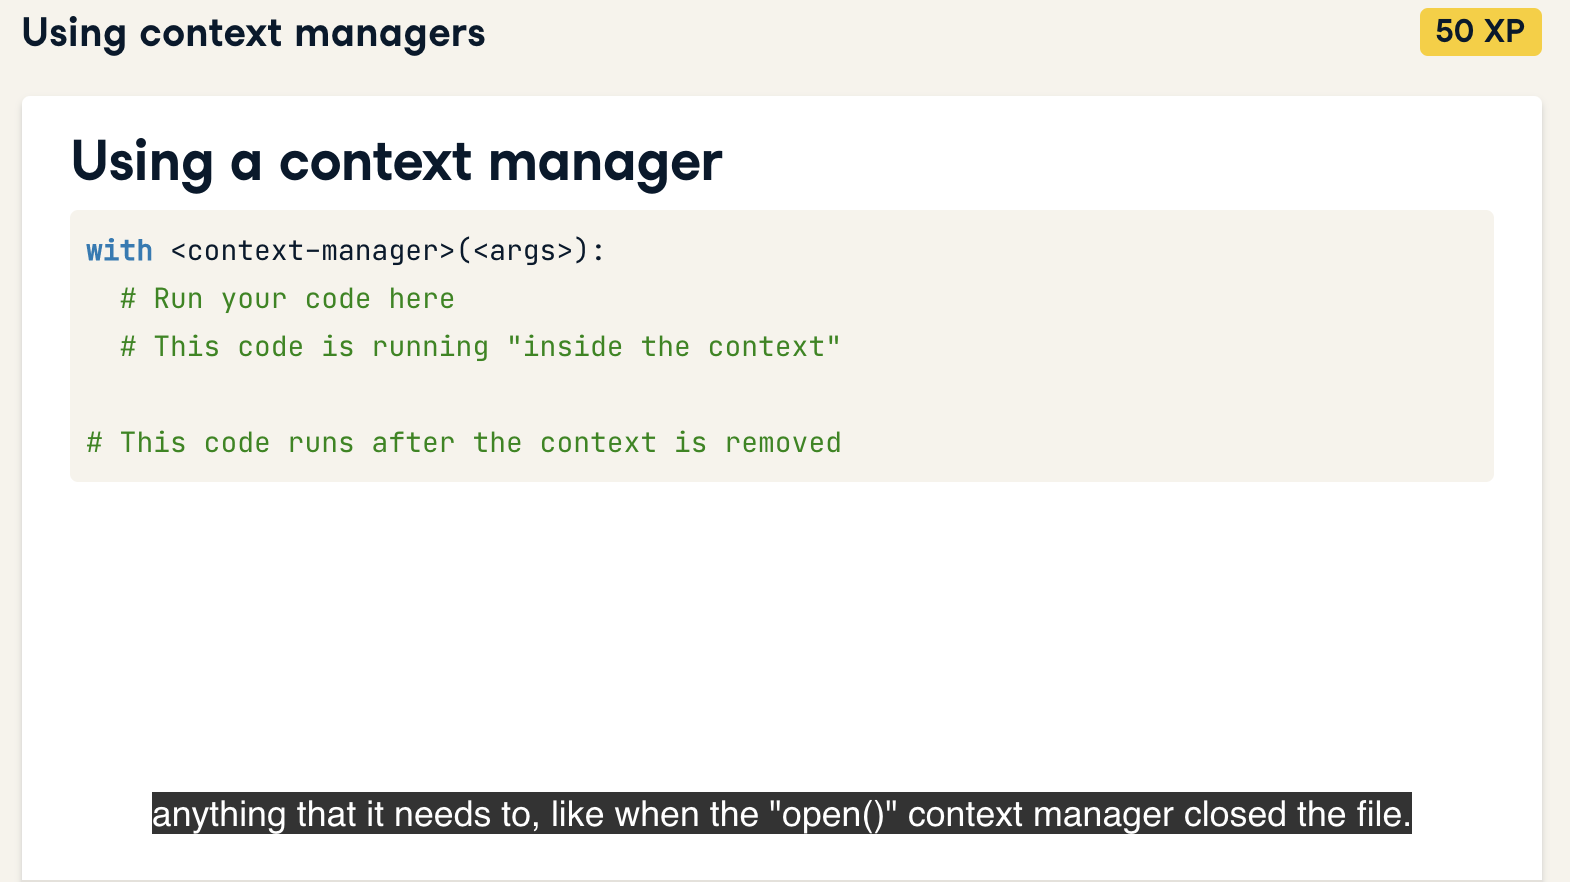 Using context managers
50 XP
Using a context manager
with <context-manager>(<args>):
# Run your code here
# This code is running "inside the context"
# This code runs after the context is removed
anything that it needs to, like when the "open()" context manager closed the file.